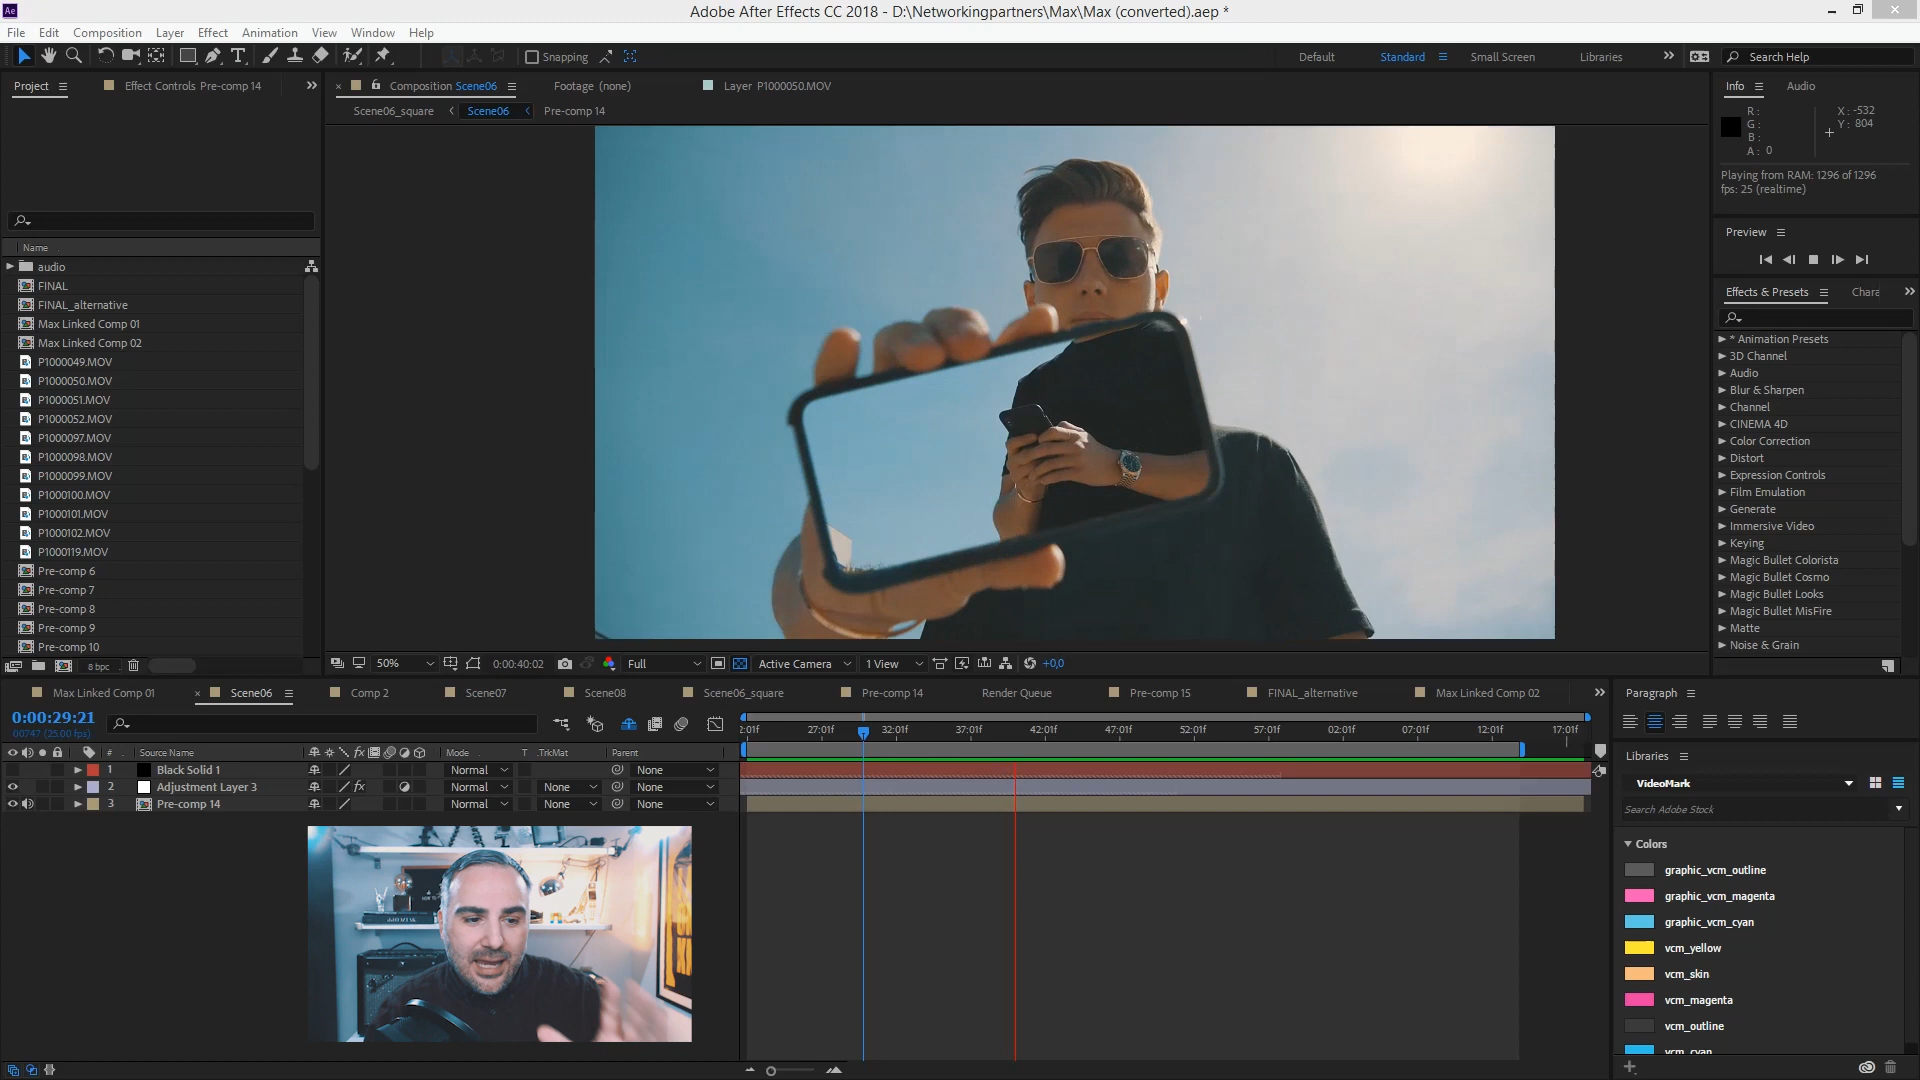 Ae
Adobe After Effects CC 2018 - D:\Networkingpartners\Max\Max (converted).aep *
File Edit Composition Layer Effect Animation View Window Help
Snapping
Default Standard Small Screen Libraries Search Help
Project Effect Controls Pre-comp 14
Composition Scene06 Footage (none) Layer P1000050.MOV
Scene06_square Scene06 Pre-comp 14
Info Audio
R:
G:
B:
A: 0
X: -532
Y: 804
Playing from RAM: 1296 of 1296
fps: 25 (realtime)
Preview
Effects & Presets Chara
* Animation Presets
3D Channel
Audio
Blur & Sharpen
Channel
CINEMA 4D
Color Correction
Distort
Expression Controls
Film Emulation
Generate
Immersive Video
Keying
Magic Bullet Colorista
Magic Bullet Cosmo
Magic Bullet Looks
Magic Bullet MisFire
Matte
Noise & Grain
Name
audio
FINAL
FINAL_alternative
Max Linked Comp 01
Max Linked Comp 02
P1000049.MOV
P1000050.MOV
P1000051.MOV
P1000052.MOV
P1000097.MOV
P1000098.MOV
P1000099.MOV
P1000100.MOV
P1000101.MOV
P1000102.MOV
P1000119.MOV
Pre-comp 6
Pre-comp 7
Pre-comp 8
Pre-comp 9
Pre-comp 10
8 bpc
50% 0:00:40:02 Full Active Camera 1 View +0,0
Max Linked Comp 01 Scene06 Comp 2 Scene07 Scene08 Scene06_square Pre-comp 14 Render Queue Pre-comp 15 FINAL_alternative Max Linked Comp 02
0:00:29:21
00747 (25.00 fps)
:2:01f 27:01f 32:01f 37:01f 42:01f 47:01f 52:01f 57:01f 02:01f 07:01f 12:01f 17:01f
# Source Name fx Mode T .TrkMat Parent
1 Black Solid 1 Normal None
2 Adjustment Layer 3 fx Normal None None
3 Pre-comp 14 Normal None None
Paragraph
Libraries
VideoMark
Search Adobe Stock
Colors
graphic_vcm_outline
graphic_vcm_magenta
graphic_vcm_cyan
vcm_yellow
vcm_skin
vcm_magenta
vcm_outline
vcm_cyan